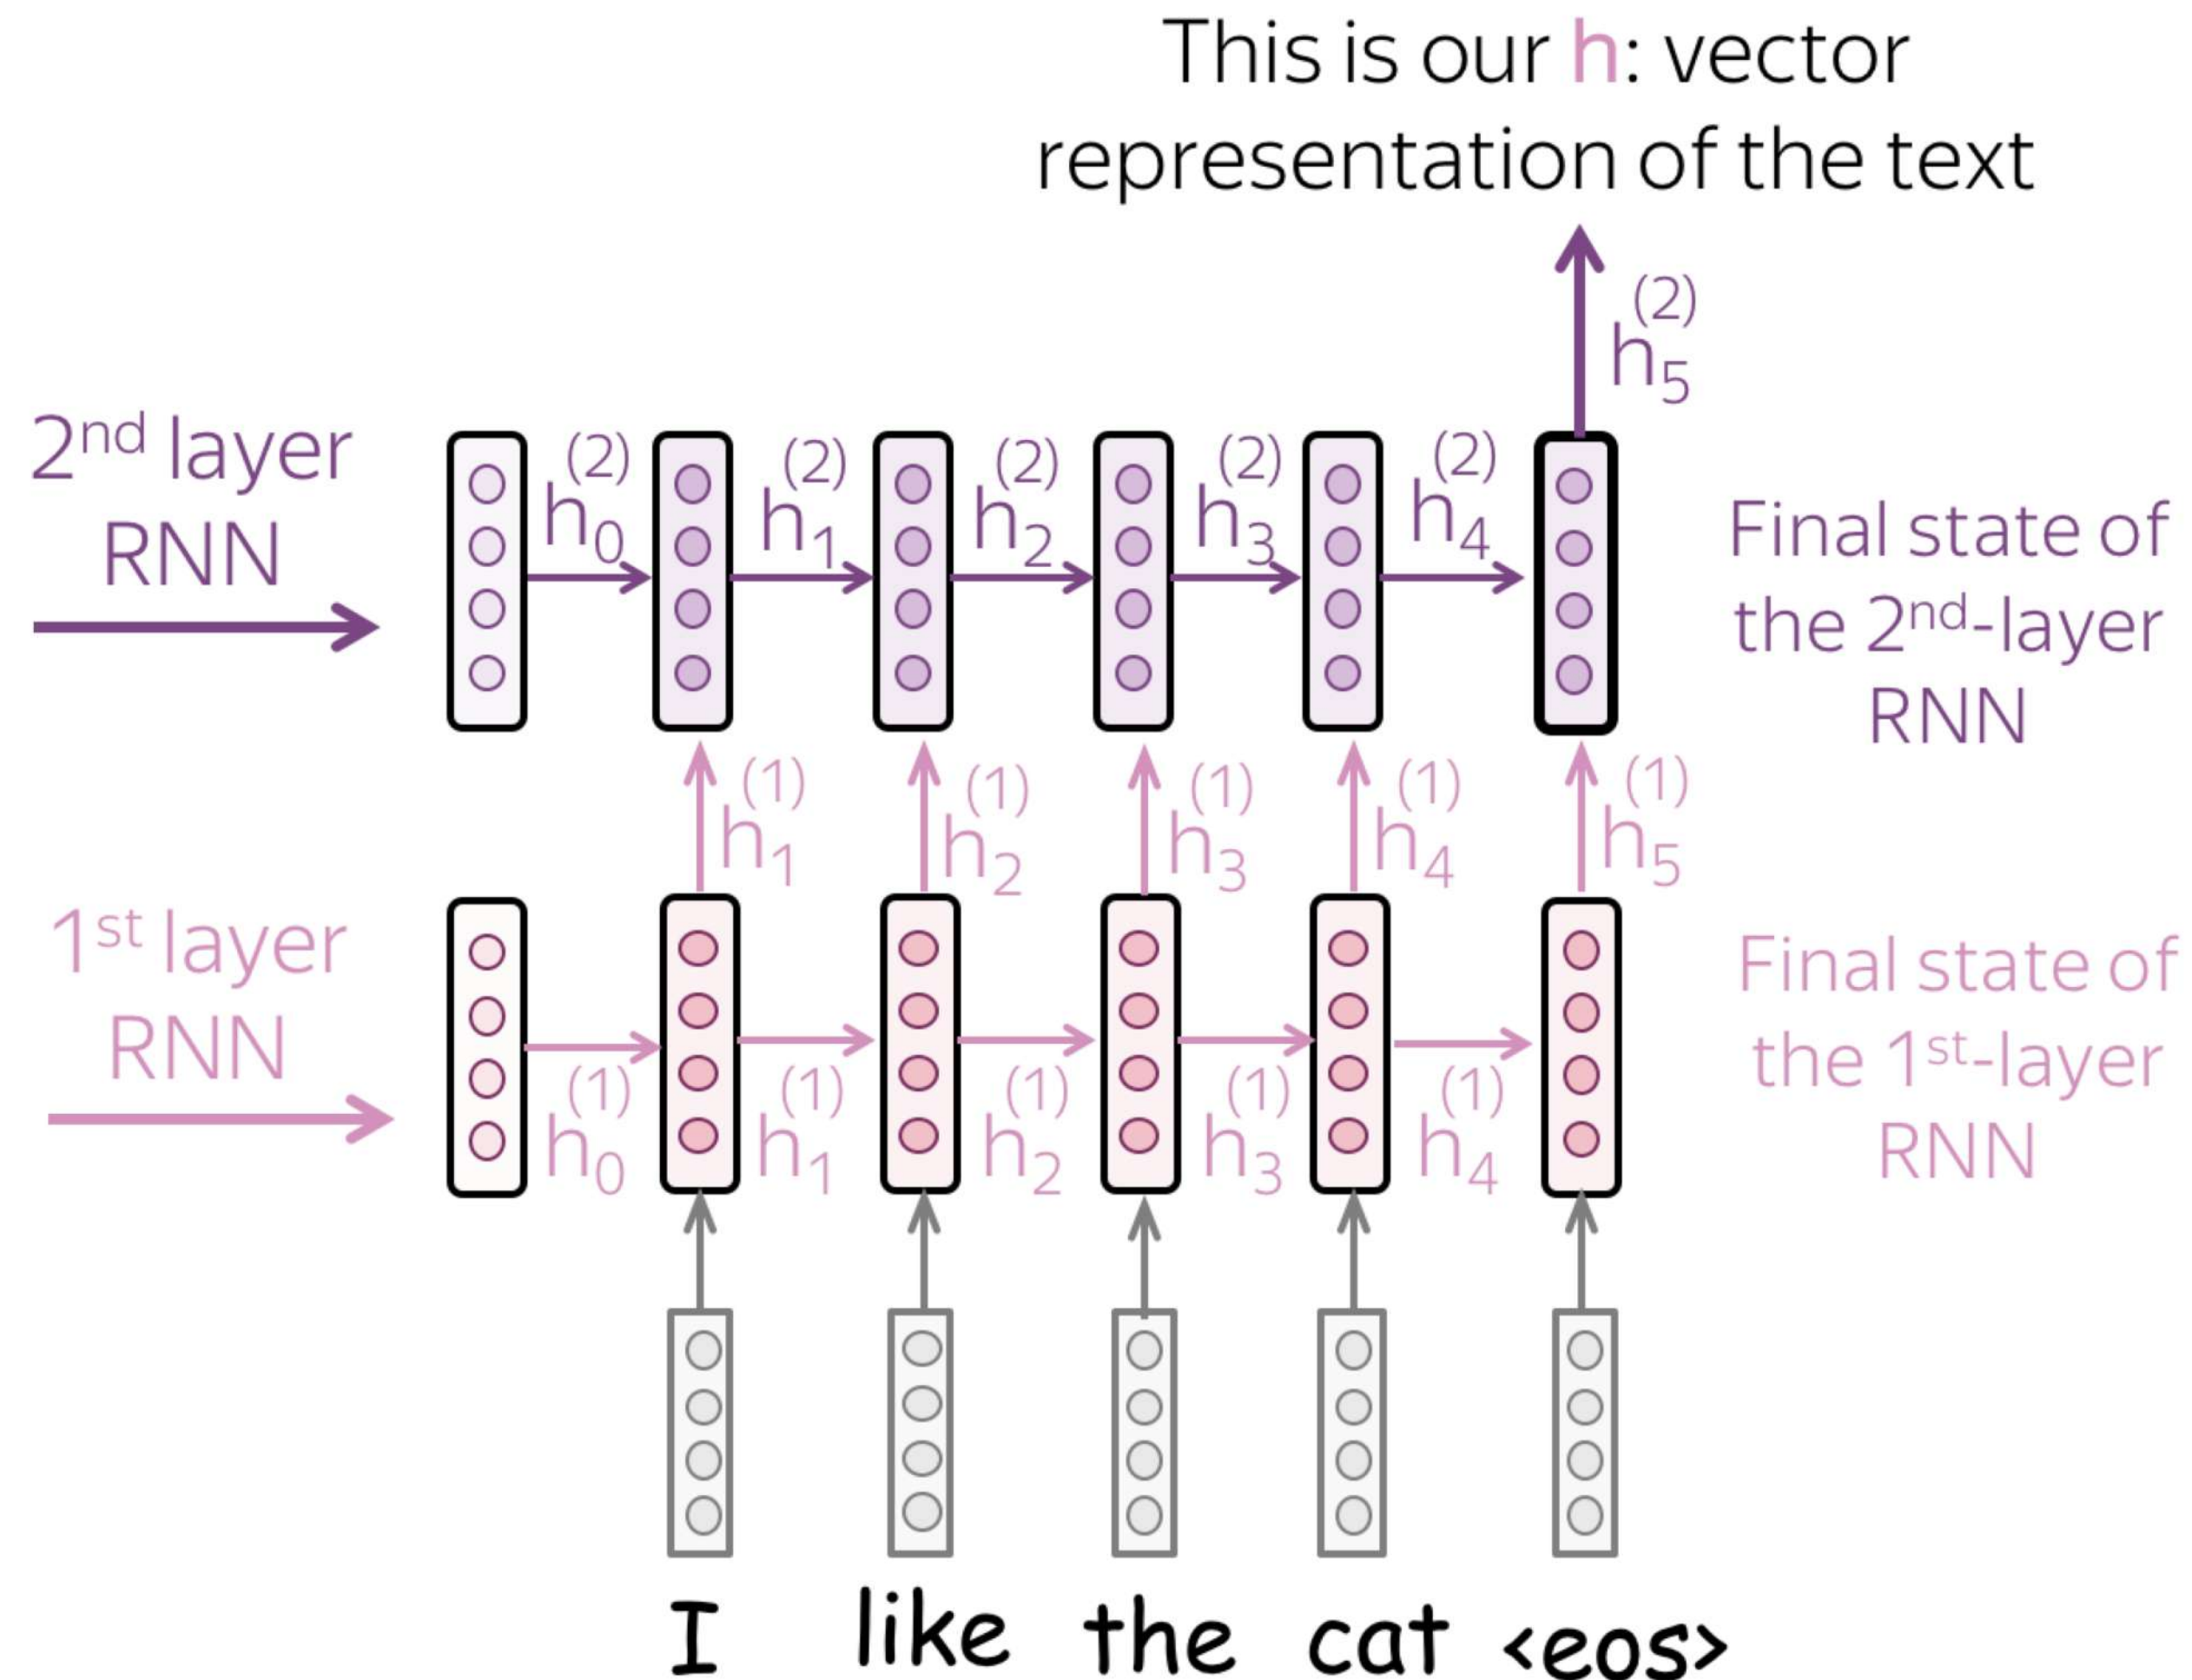 This is our h: vector
representation of the text
h₅⁽²⁾
2ⁿᵈ layer
RNN
h₀⁽²⁾ h₁⁽²⁾ h₂⁽²⁾ h₃⁽²⁾ h₄⁽²⁾
Final state of
the 2ⁿᵈ-layer
RNN
h₁⁽¹⁾ h₂⁽¹⁾ h₃⁽¹⁾ h₄⁽¹⁾ h₅⁽¹⁾
1ˢᵗ layer
RNN
h₀⁽¹⁾ h₁⁽¹⁾ h₂⁽¹⁾ h₃⁽¹⁾ h₄⁽¹⁾
Final state of
the 1ˢᵗ-layer
RNN
I like the cat <eos>